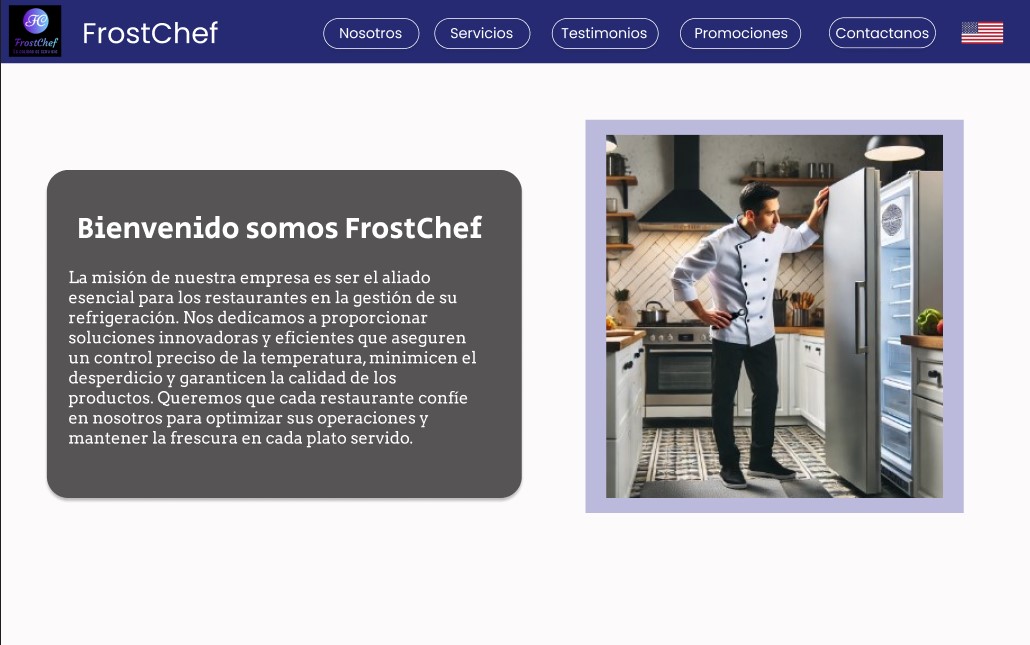 FrostChef
FrostChef
Nosotros
Servicios
Testimonios
Promociones
Contactanos
Bienvenido somos FrostChef
La misión de nuestra empresa es ser el aliado
esencial para los restaurantes en la gestión de su
refrigeración. Nos dedicamos a proporcionar
soluciones innovadoras y eficientes que aseguren
un control preciso de la temperatura, minimicen el
desperdicio y garanticen la calidad de los
productos. Queremos que cada restaurante confíe
en nosotros para optimizar sus operaciones y
mantener la frescura en cada plato servido.